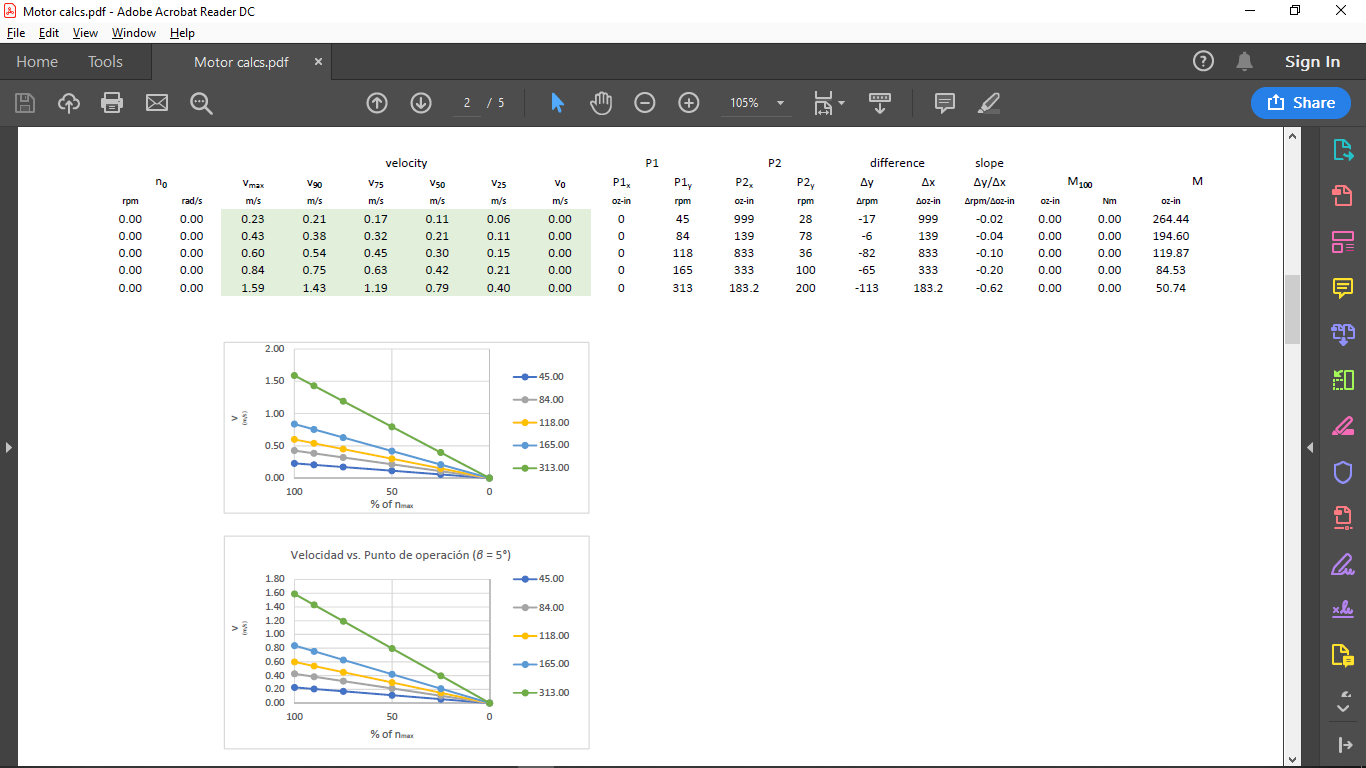 Motor calcs.pdf - Adobe Acrobat Reader DC
File Edit View Window Help
Home Tools Motor calcs.pdf × Sign In
2 / 5 105% Share
velocity P1 P2 difference slope
n0 vmax v90 v75 v50 v25 v0 P1x P1y P2x P2y Δy Δx Δy/Δx M100 M
rpm rad/s m/s m/s m/s m/s m/s m/s oz-in rpm oz-in rpm Δrpm Δoz-in Δrpm/Δoz-in oz-in Nm oz-in
0.00 0.00 0.23 0.21 0.17 0.11 0.06 0.00 0 45 999 28 -17 999 -0.02 0.00 0.00 264.44
0.00 0.00 0.43 0.38 0.32 0.21 0.11 0.00 0 84 139 78 -6 139 -0.04 0.00 0.00 194.60
0.00 0.00 0.60 0.54 0.45 0.30 0.15 0.00 0 118 833 36 -82 833 -0.10 0.00 0.00 119.87
0.00 0.00 0.84 0.75 0.63 0.42 0.21 0.00 0 165 333 100 -65 333 -0.20 0.00 0.00 84.53
0.00 0.00 1.59 1.43 1.19 0.79 0.40 0.00 0 313 183.2 200 -113 183.2 -0.62 0.00 0.00 50.74
2.00
1.50
1.00
0.50
0.00
v
(m/s)
100 50 0
% of nmax
45.00
84.00
118.00
165.00
313.00
Velocidad vs. Punto de operación (β = 5°)
1.80
1.60
1.40
1.20
1.00
0.80
0.60
0.40
0.20
0.00
v
(m/s)
100 50 0
% of nmax
45.00
84.00
118.00
165.00
313.00